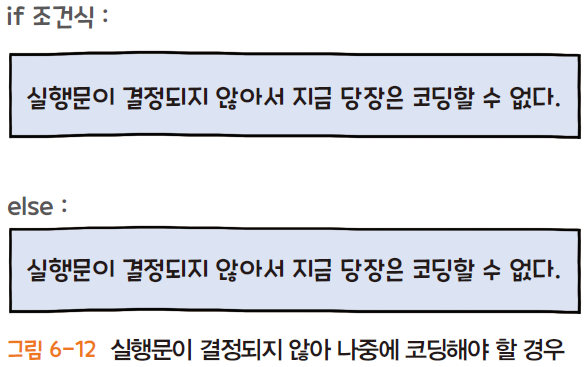 if 조건식 :
실행문이 결정되지 않아서 지금 당장은 코딩할 수 없다.
else :
실행문이 결정되지 않아서 지금 당장은 코딩할 수 없다.
그림 6-12 실행문이 결정되지 않아 나중에 코딩해야 할 경우